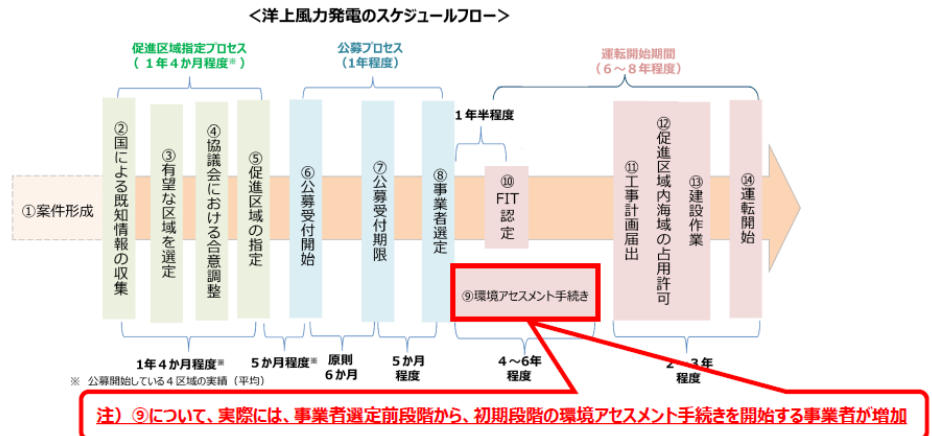 ＜洋上風力発電のスケジュールフロー＞
促進区域指定プロセス
（１年４か月程度※）
公募プロセス
（1年程度）
運転開始期間
（６～８年程度）
１年半程度
①案件形成
②国による既知情報の収集
③有望な区域を選定
④協議会における合意調整
⑤促進区域の指定
⑥公募受付開始
⑦公募受付期限
⑧事業者選定
⑩FIT認定
⑪工事計画届出
⑫促進区域内海域の占用許可
⑬建設作業
⑭運転開始
⑨環境アセスメント手続き
1年４か月程度※
５か月程度※
原則
６か月
５か月
程度
４～６年
程度
２～３年
程度
※ 公募開始している４区域の実績（平均）
注）⑨について、実際には、事業者選定前段階から、初期段階の環境アセスメント手続きを開始する事業者が増加